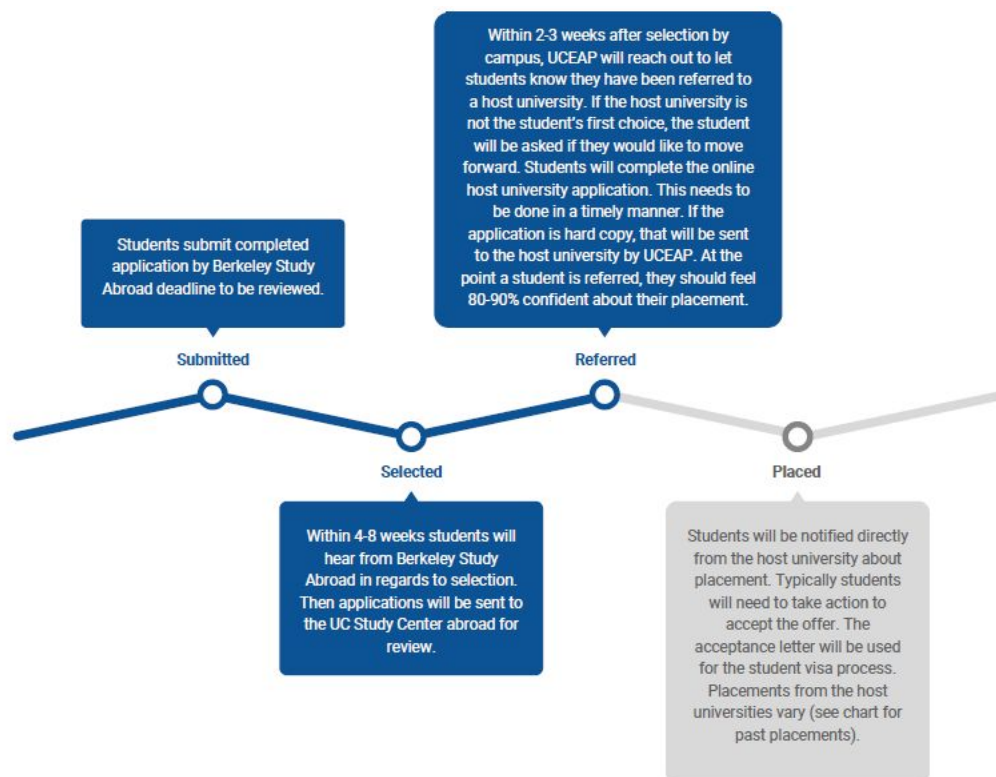 Students submit completed
application by Berkeley Study
Abroad deadline to be reviewed.
Submitted
Within 4-8 weeks students will
hear from Berkeley Study
Abroad in regards to selection.
Then applications will be sent to
the UC Study Center abroad for
review.
Selected
Within 2-3 weeks after selection by
campus, UCEAP will reach out to let
students know they have been referred to
a host university. If the host university is
not the student's first choice, the student
will be asked if they would like to move
forward. Students will complete the online
host university application. This needs to
be done in a timely manner. If the
application is hard copy, that will be sent
to the host university by UCEAP. At the
point a student is referred, they should feel
80-90% confident about their placement.
Referred
Placed
Students will be notified directly
from the host university about
placement. Typically students
will need to take action to
accept the offer. The
acceptance letter will be used
for the student visa process.
Placements from the host
universities vary (see chart for
past placements).